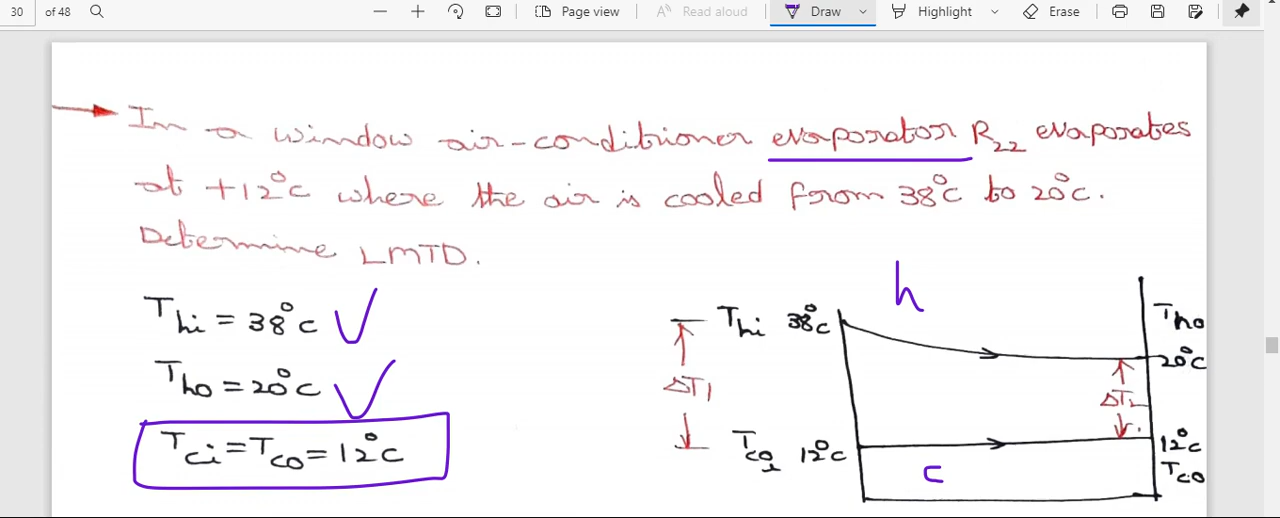 30 of 48 Page view Read aloud Draw Highlight Erase
In a window air-conditioner evaporator R22 evaporates
at +12°c where the air is cooled from 38°c to 20°c.
Determine LMTD.
Thi = 38°c
Tho = 20°c
Tci = Tco = 12°c
h
Thi 38°c
Tho
20°c
ΔT1
ΔT2
Tci 12°c
12°c
Tco
c